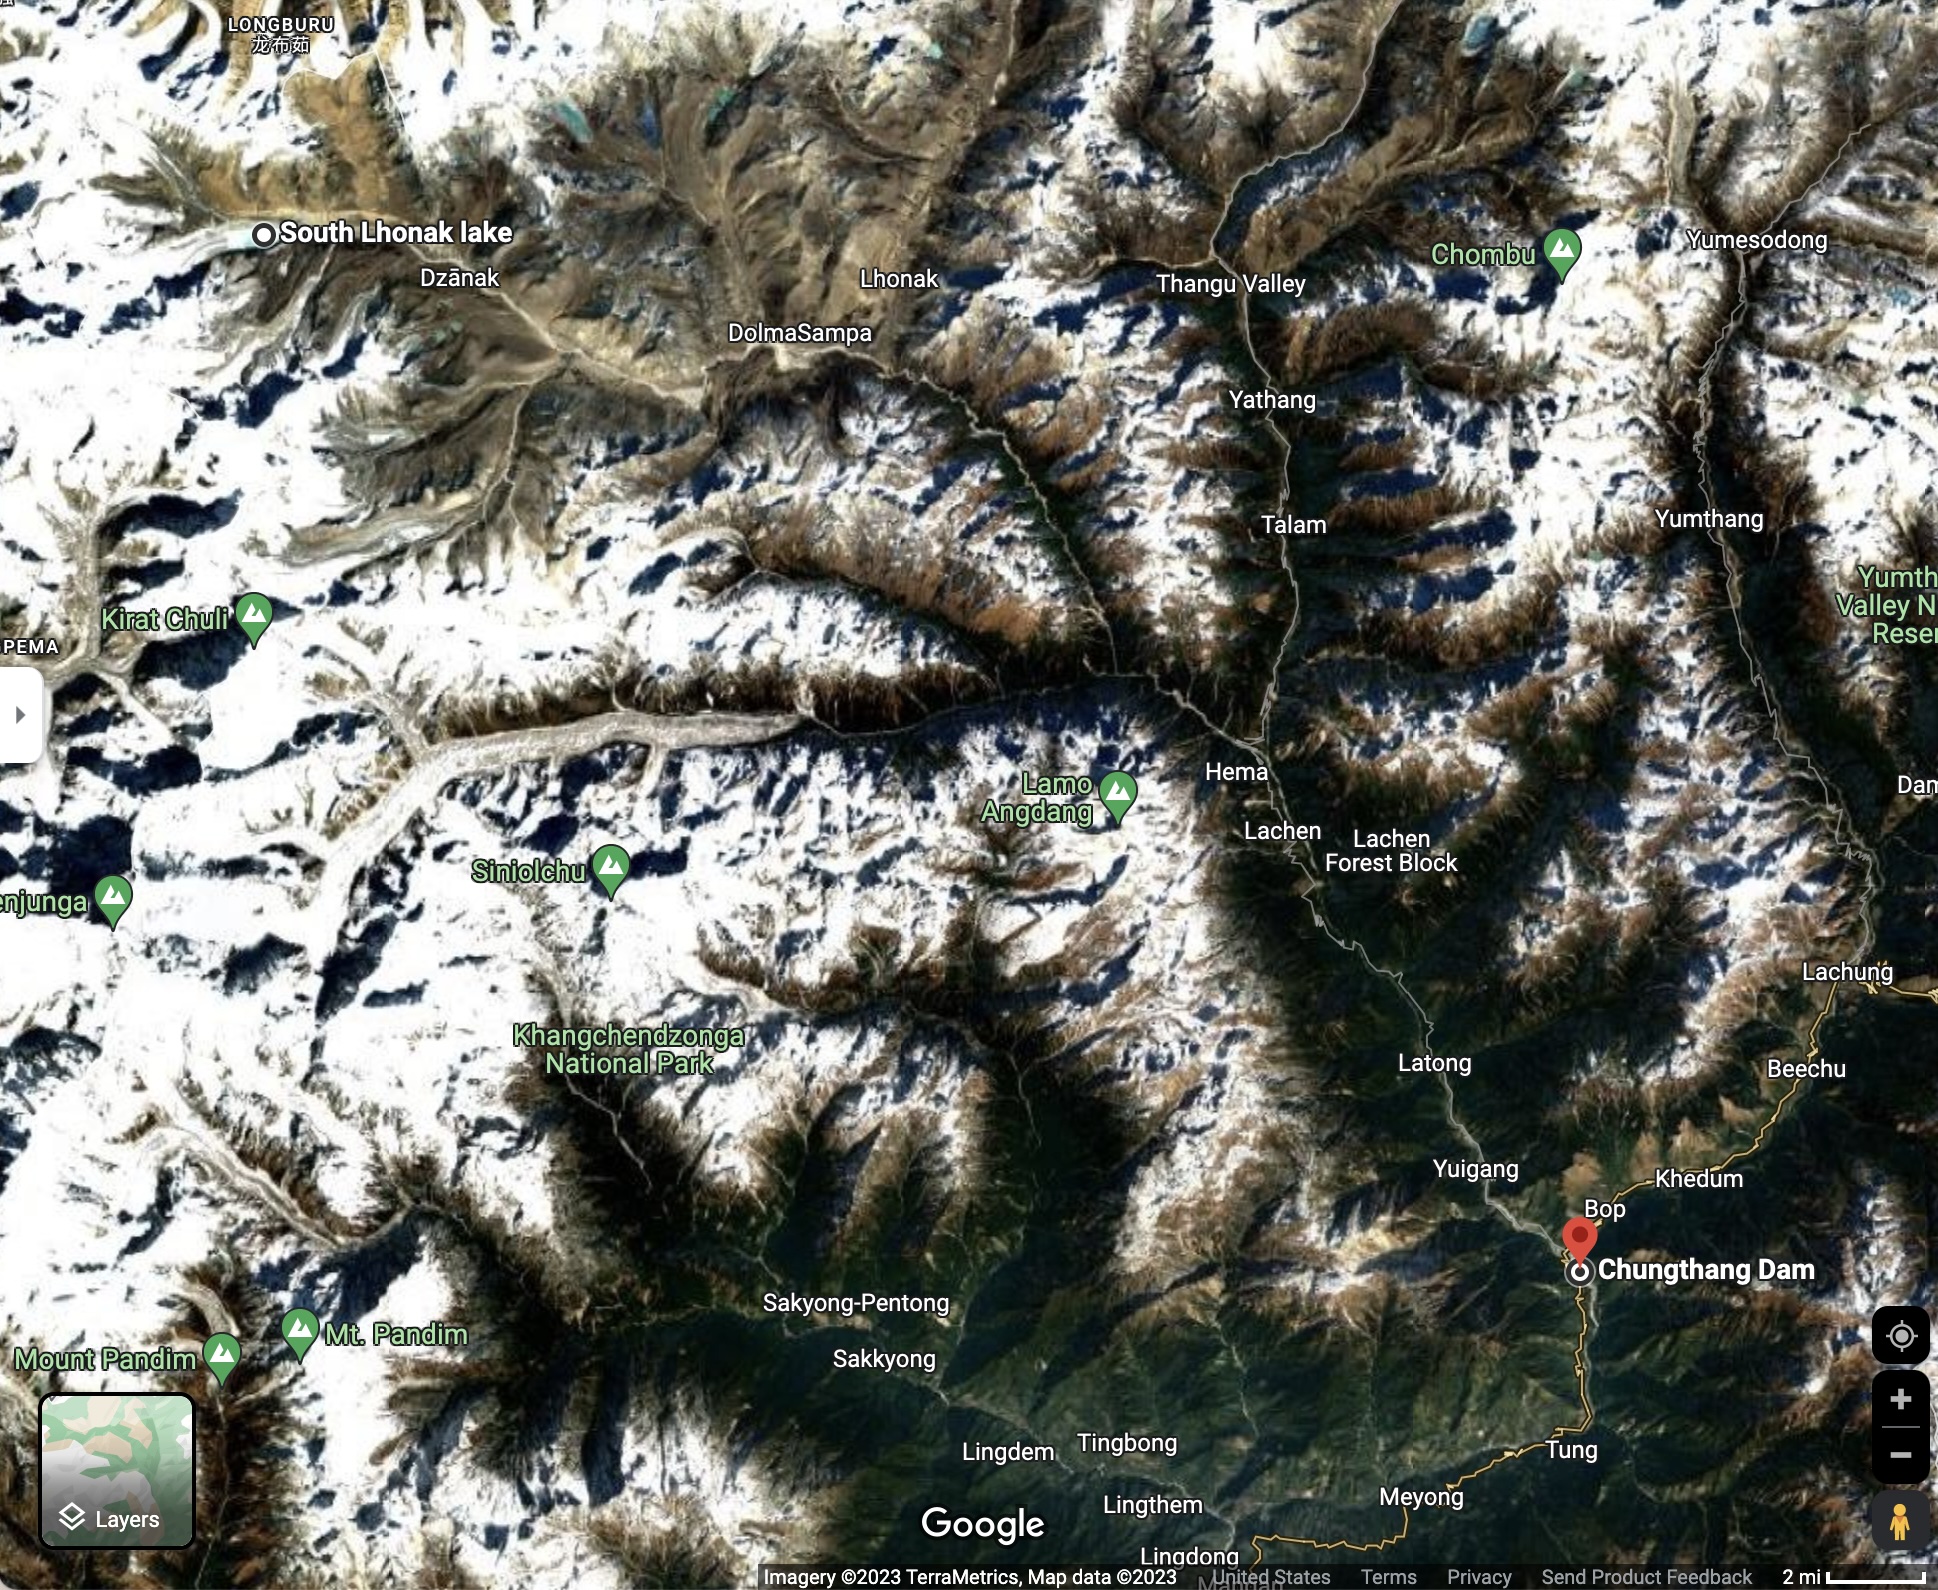 LONGBURU
龙布茹
South Lhonak lake
Dzānak
Lhonak
DolmaSampa
Thangu Valley
Chombu
Yumesodong
Yathang
Talam
Yumthang
Yumth
Valley N
Reser
Kirat Chuli
PEMA
Hema
Lamo
Angdang
Dam
Lachen
Lachen
Forest Block
Siniolchu
enjunga
Lachung
Khangchendzonga
National Park
Latong
Beechu
Yuigang
Khedum
Bop
Chungthang Dam
Sakyong-Pentong
Mt. Pandim
Mount Pandim
Sakkyong
Lingdem
Tingbong
Tung
Meyong
Lingthem
Layers
Google
Lingdong
Imagery ©2023 TerraMetrics, Map data ©2023
United States
Terms
Privacy
Send Product Feedback
2 mi